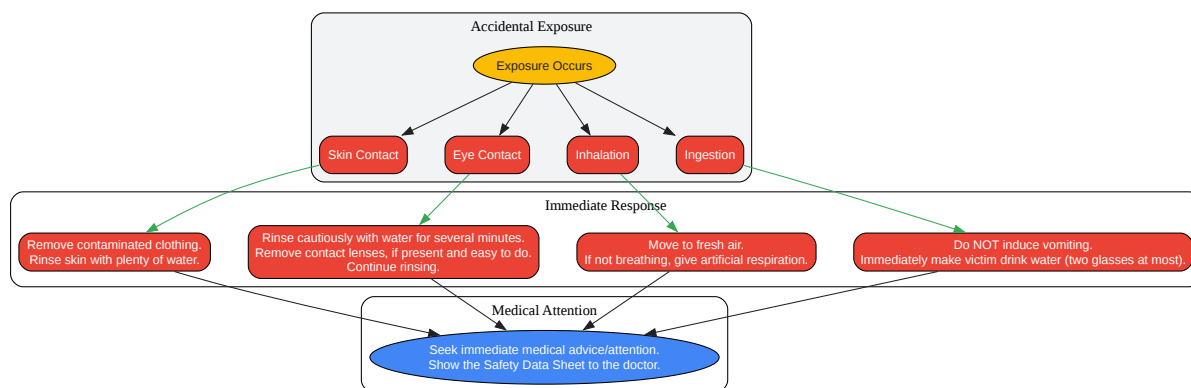 Accidental Exposure
Exposure Occurs
Skin Contact
Eye Contact
Inhalation
Ingestion
Immediate Response
Remove contaminated clothing.
Rinse skin with plenty of water.
Rinse cautiously with water for several minutes.
Remove contact lenses, if present and easy to do.
Continue rinsing.
Move to fresh air.
If not breathing, give artificial respiration.
Do NOT induce vomiting.
Immediately make victim drink water (two glasses at most).
Medical Attention
Seek immediate medical advice/attention.
Show the Safety Data Sheet to the doctor.